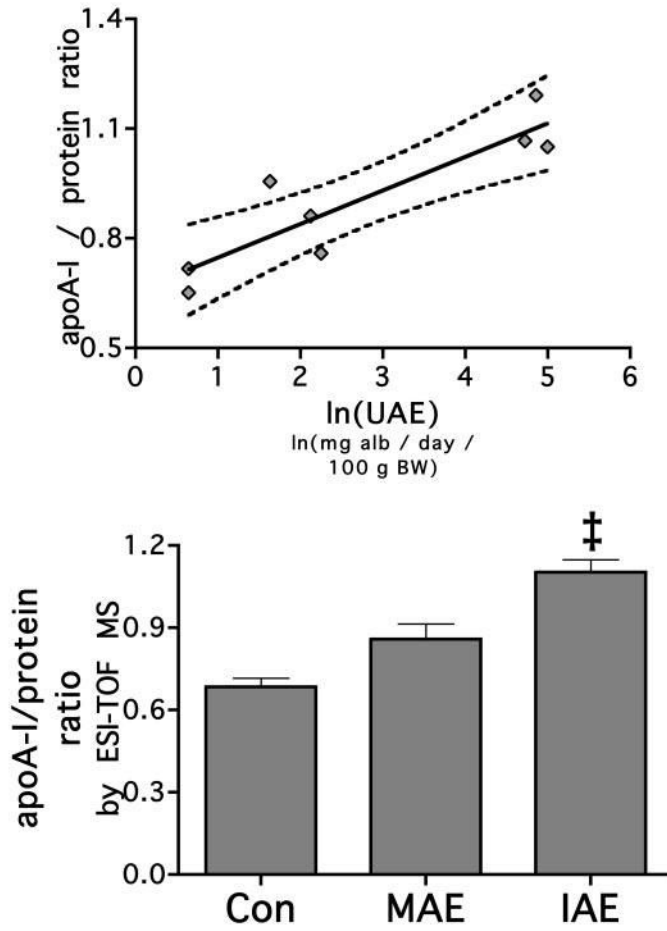 apoA-I / protein ratio
1.4
1.1
0.8
0.5
0 1 2 3 4 5 6
ln(UAE)
ln(mg alb / day /
100 g BW)
apoA-I/protein
ratio
by ESI-TOF MS
1.2
0.9
0.6
0.3
0.0
‡
Con MAE IAE